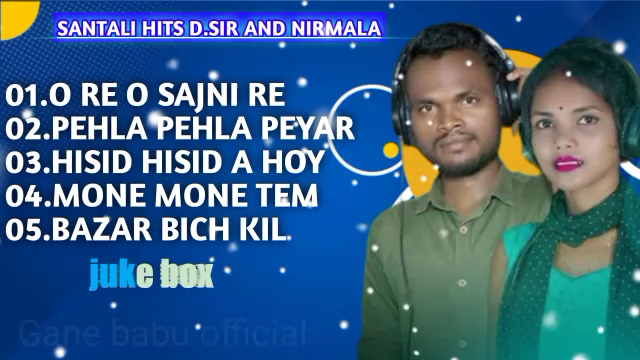 SANTALI HITS D.SIR AND NIRMALA
01.O RE O SAJNI RE
02.PEHLA PEHLA PEYAR
03.HISID HISID A HOY
04.MONE MONE TEM
05.BAZAR BICH KIL
juke box
Gane babu official